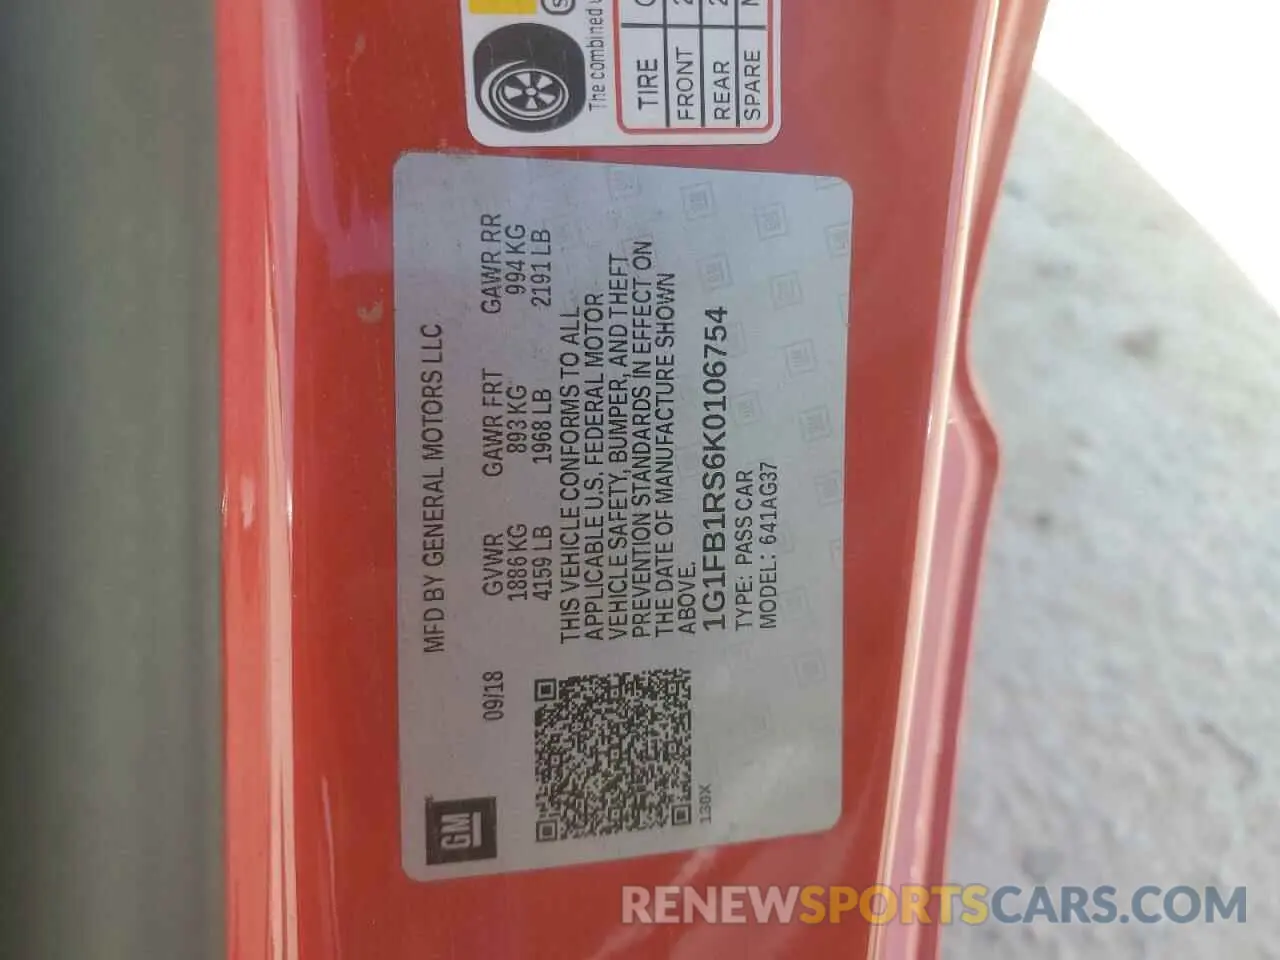 The combined
TIRE
FRONT 2
REAR 2
SPARE
MFD BY GENERAL MOTORS LLC
09/18 GVWR GAWR FRT GAWR RR
1886 KG 893 KG 994 KG
4159 LB 1968 LB 2191 LB
THIS VEHICLE CONFORMS TO ALL
APPLICABLE U.S. FEDERAL MOTOR
VEHICLE SAFETY, BUMPER, AND THEFT
PREVENTION STANDARDS IN EFFECT ON
THE DATE OF MANUFACTURE SHOWN
ABOVE.
1G1FB1RS6K0106754
TYPE: PASS CAR
MODEL: 641AG37
GM
138X
RENEWSPORTSCARS.COM